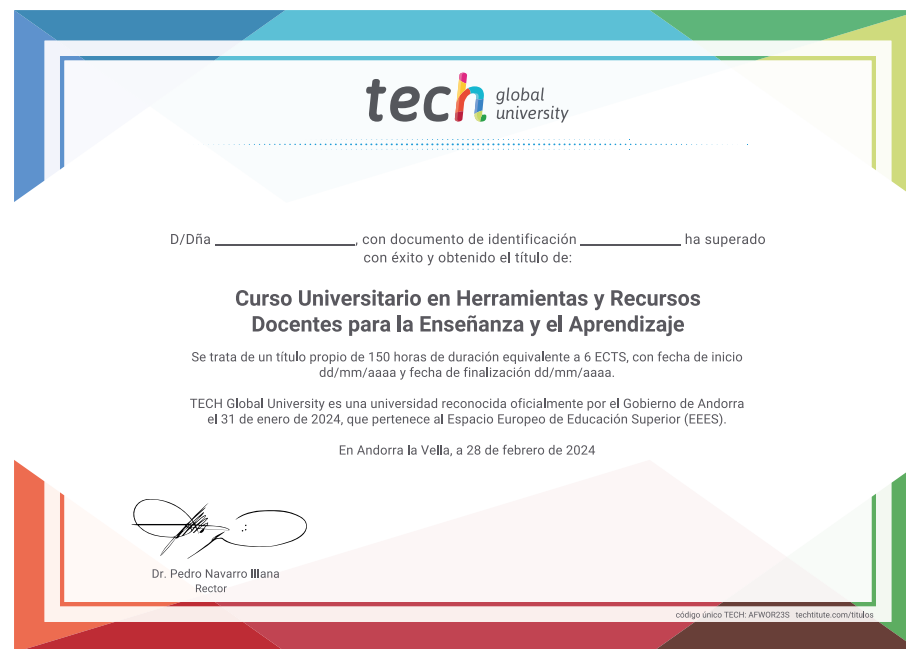 tech global university
D/Dña ______________, con documento de identificación __________ ha superado
con éxito y obtenido el título de:
Curso Universitario en Herramientas y Recursos
Docentes para la Enseñanza y el Aprendizaje
Se trata de un título propio de 150 horas de duración equivalente a 6 ECTS, con fecha de inicio
dd/mm/aaaa y fecha de finalización dd/mm/aaaa.
TECH Global University es una universidad reconocida oficialmente por el Gobierno de Andorra
el 31 de enero de 2024, que pertenece al Espacio Europeo de Educación Superior (EEES).
En Andorra la Vella, a 28 de febrero de 2024
Dr. Pedro Navarro Illana
Rector
código único TECH: AFWOR23S techtitute.com/titulos